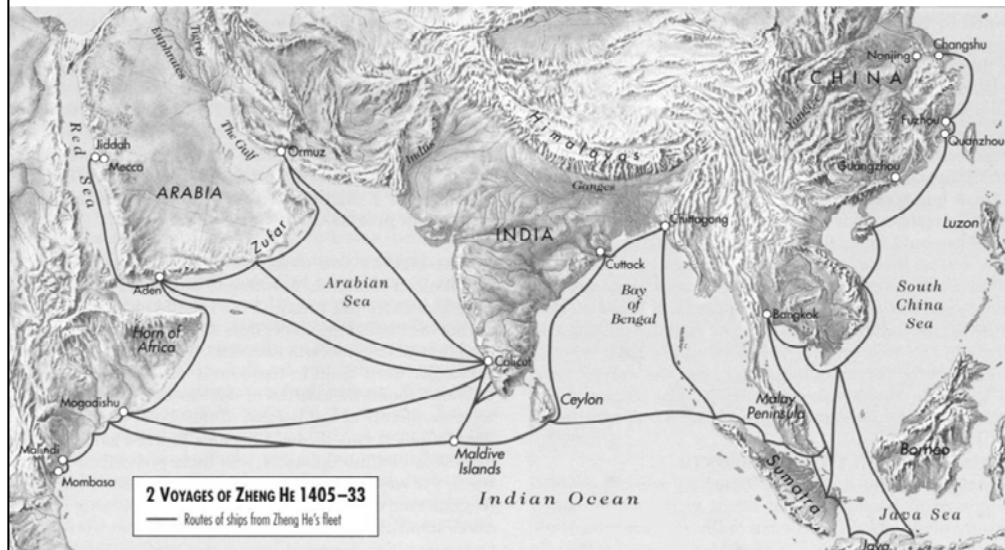 Nanjing
Changshu
CHINA
Yangtze
Fuzhou
Quanzhou
Guangzhou
Luzon
South
China
Sea
Euphrates
Tigris
The Gulf
Ormuz
Indus
Himalayas
Ganges
Red
Sea
Jiddah
Mecca
ARABIA
Zufar
Aden
Arabian
Sea
INDIA
Cuttack
Chittagong
Bay
of
Bengal
Bangkok
Horn of
Africa
Calicut
Ceylon
Malay
Peninsula
Mogadishu
Malindi
Mombasa
Maldive
Islands
Borneo
Sumatra
Indian Ocean
Java Sea
Java
2 VOYAGES OF ZHENG HE 1405–33
Routes of ships from Zheng He's fleet